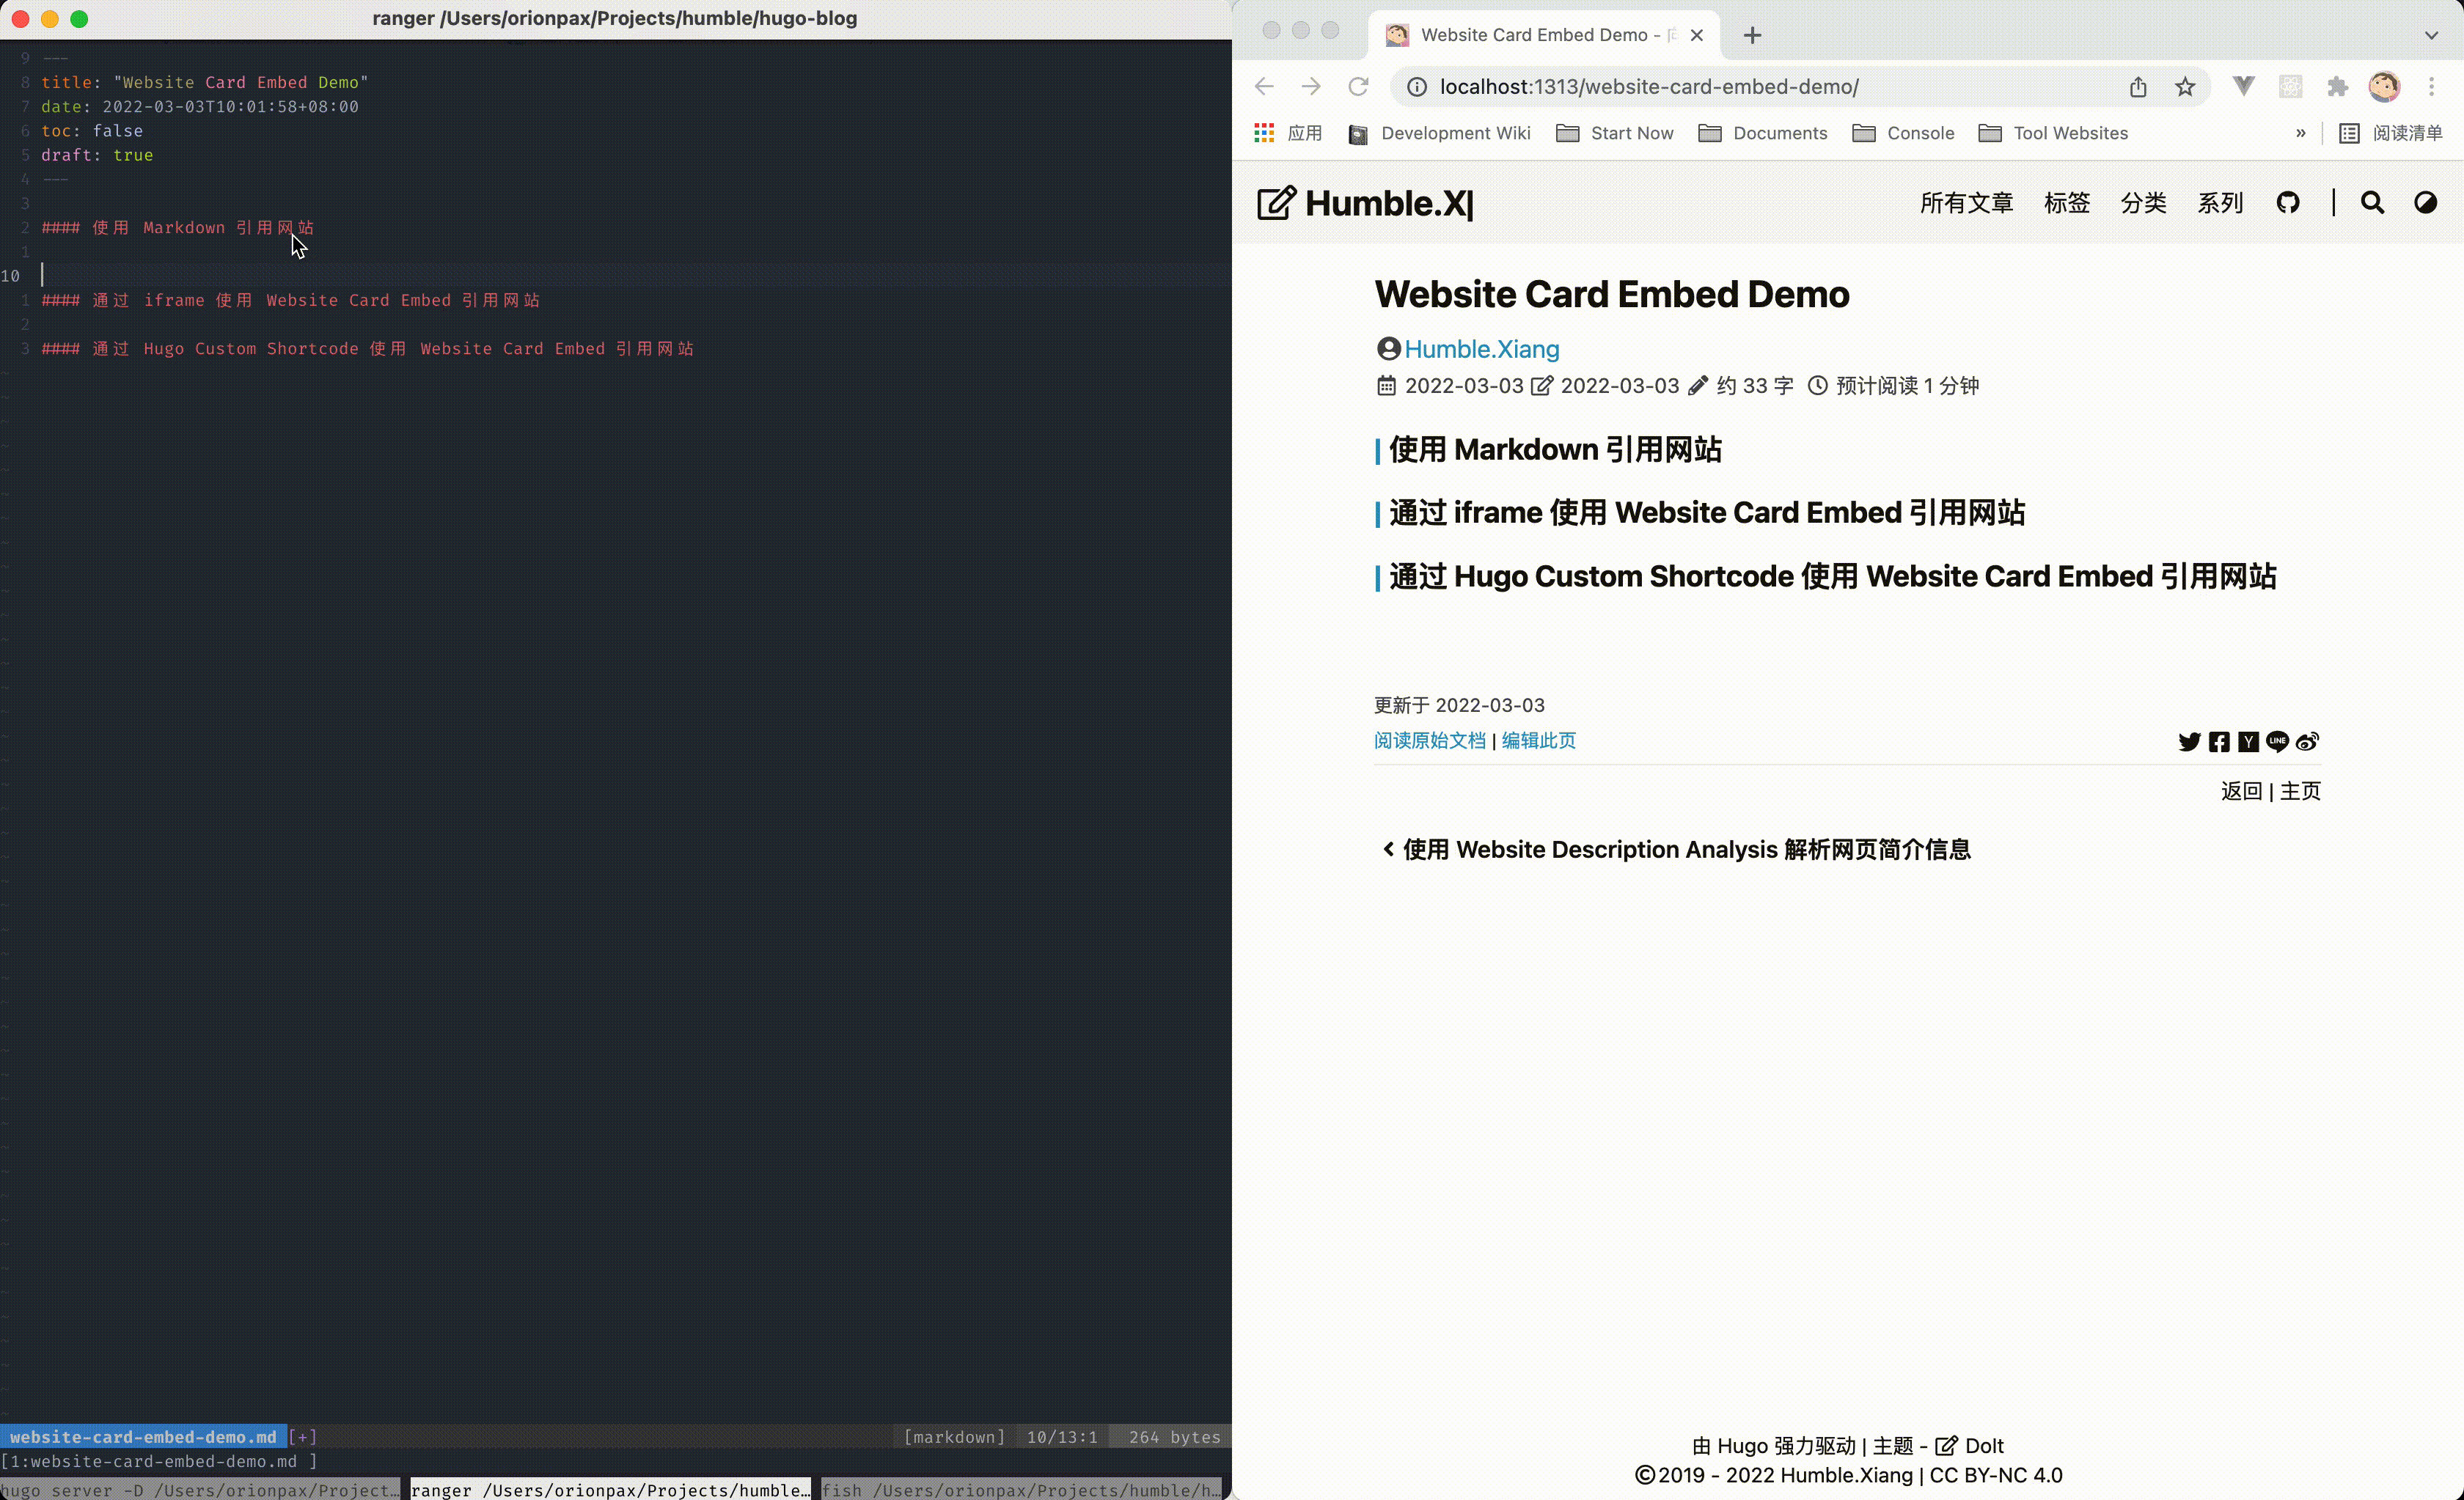 ranger /Users/orionpax/Projects/humble/hugo-blog
9 ---
8 title: "Website Card Embed Demo"
7 date: 2022-03-03T10:01:58+08:00
6 toc: false
5 draft: true
4 ---
3
2 #### 使用 Markdown 引用网站
1
10
1 #### 通过 iframe 使用 Website Card Embed 引用网站
2
3 #### 通过 Hugo Custom Shortcode 使用 Website Card Embed 引用网站
website-card-embed-demo.md [+] [markdown] 10/13:1 264 bytes
[1:website-card-embed-demo.md ]
hugo server -D /Users/orionpax/Project… ranger /Users/orionpax/Projects/humble… fish /Users/orionpax/Projects/humble/h…
Website Card Embed Demo -
localhost:1313/website-card-embed-demo/
应用 Development Wiki Start Now Documents Console Tool Websites » 阅读清单
Humble.X| 所有文章 标签 分类 系列 |
Website Card Embed Demo
Humble.Xiang
2022-03-03 2022-03-03 约 33 字 预计阅读 1 分钟
使用 Markdown 引用网站
通过 iframe 使用 Website Card Embed 引用网站
通过 Hugo Custom Shortcode 使用 Website Card Embed 引用网站
更新于 2022-03-03
阅读原始文档 | 编辑此页
Y LINE
返回 | 主页
使用 Website Description Analysis 解析网页简介信息
由 Hugo 强力驱动 | 主题 - DoIt
©2019 - 2022 Humble.Xiang | CC BY-NC 4.0